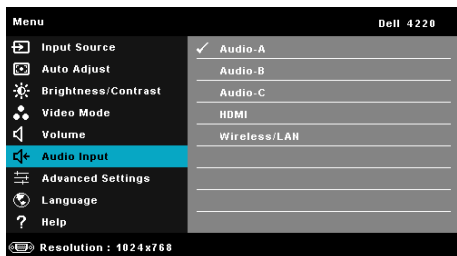 Menu Dell 4220
Input Source
Auto Adjust
Brightness/Contrast
Video Mode
Volume
Audio Input
Advanced Settings
Language
? Help
Audio-A
Audio-B
Audio-C
HDMI
Wireless/LAN
Resolution : 1024x768